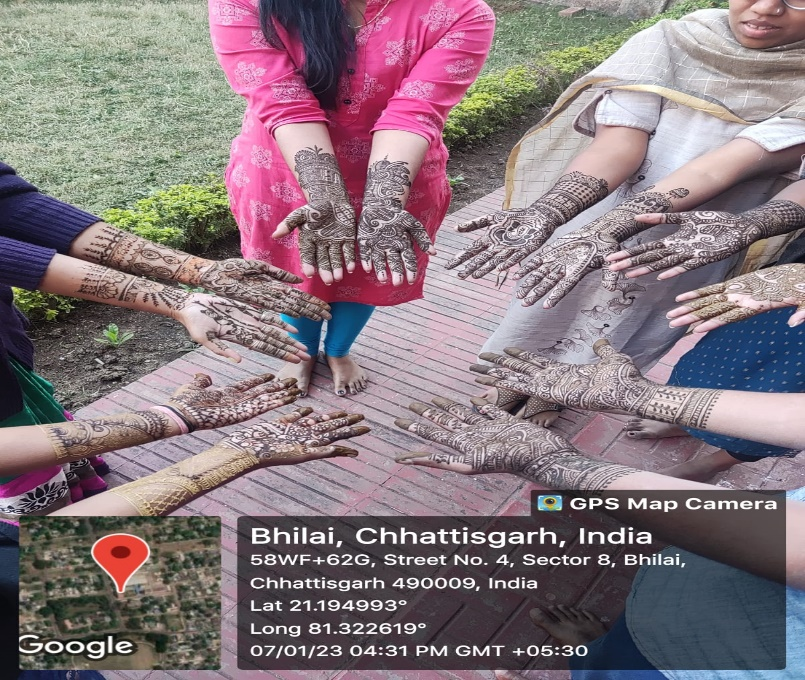 GPS Map Camera
Bhilai, Chhattisgarh, India
58WF+62G, Street No. 4, Sector 8, Bhilai,
Chhattisgarh 490009, India
Lat 21.194993°
Long 81.322619°
07/01/23 04:31 PM GMT +05:30
Google